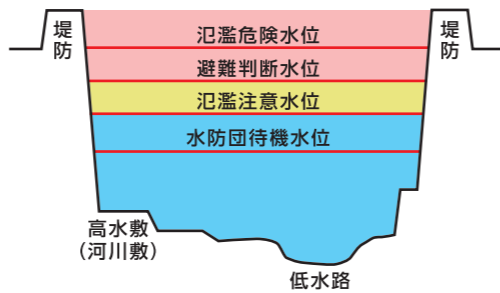 堤防
氾濫危険水位
堤防
避難判断水位
氾濫注意水位
水防団待機水位
高水敷
（河川敷）
低水路